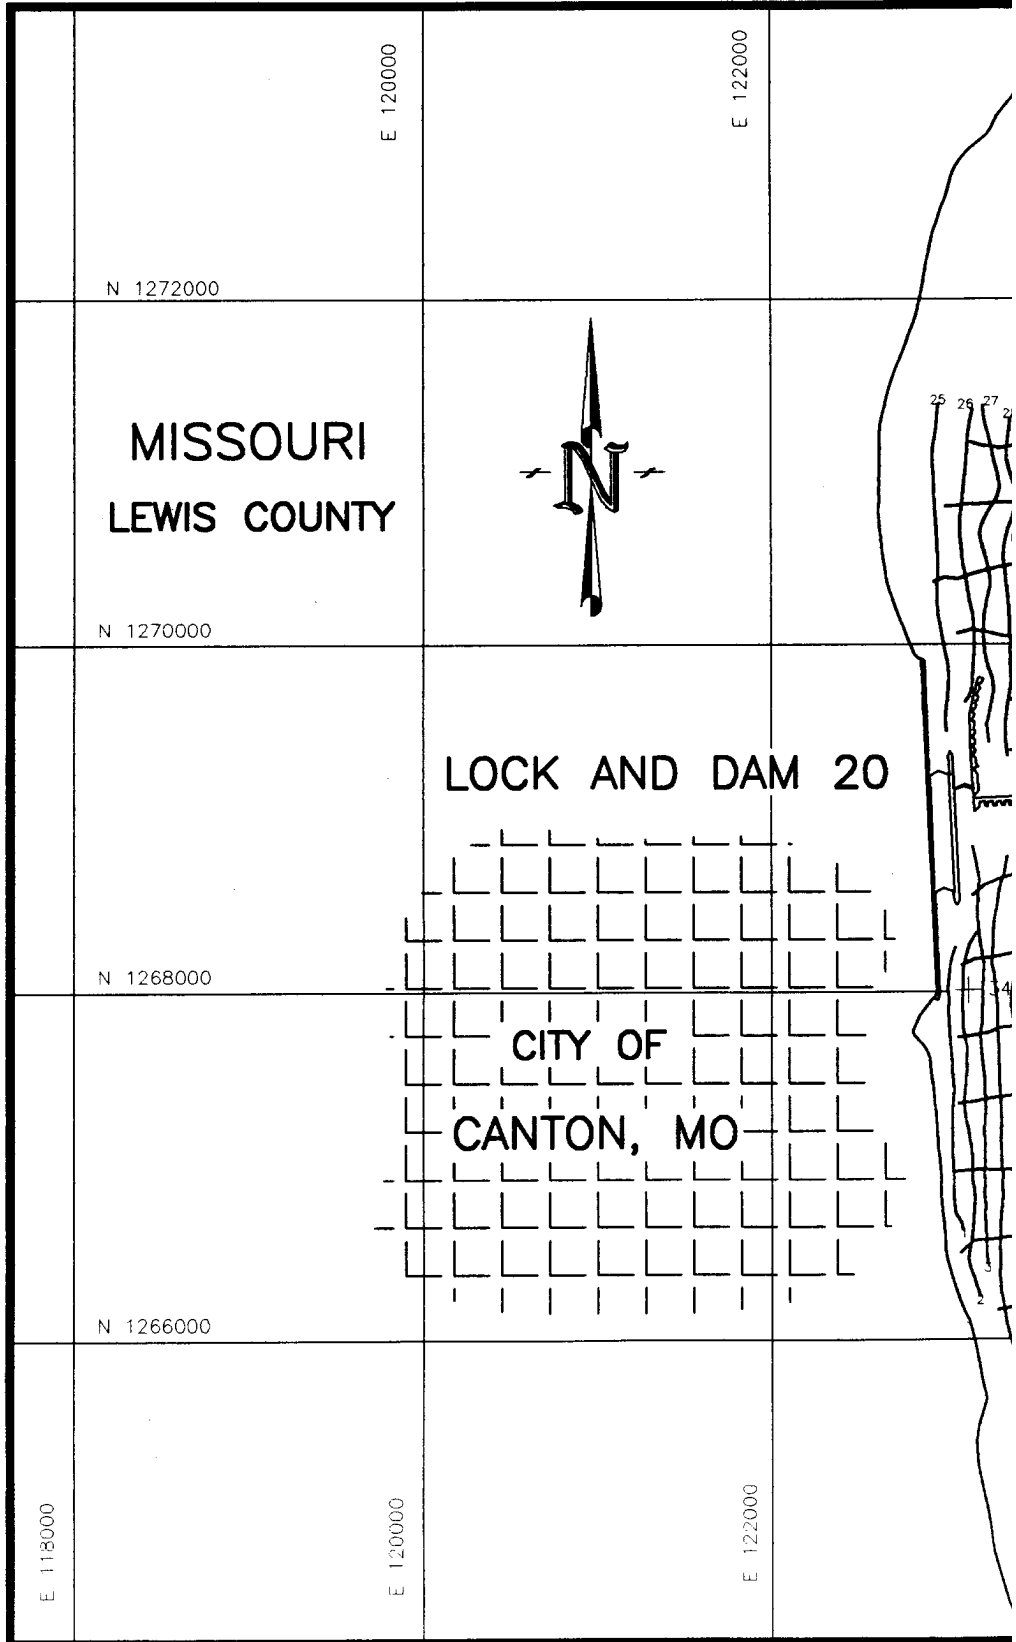 E 120000
E 122000
N 1272000
25
26
27
N
MISSOURI
LEWIS COUNTY
N 1270000
LOCK AND DAM 20
N 1268000
34
CITY OF
CANTON, MO
3
2
N 1266000
E 118000
E 120000
E 122000